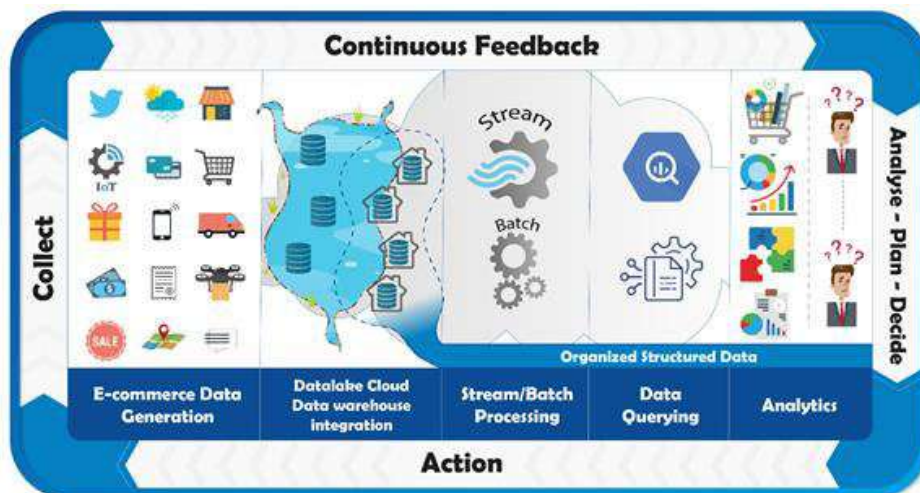 Continuous Feedback
Collect
IoT
SALE
Stream
Batch
? ? ? ?
? ? ? ?
Analyse - Plan - Decide
Organized Structured Data
E-commerce Data
Generation
Datalake Cloud
Data warehouse
integration
Stream/Batch
Processing
Data
Querying
Analytics
Action